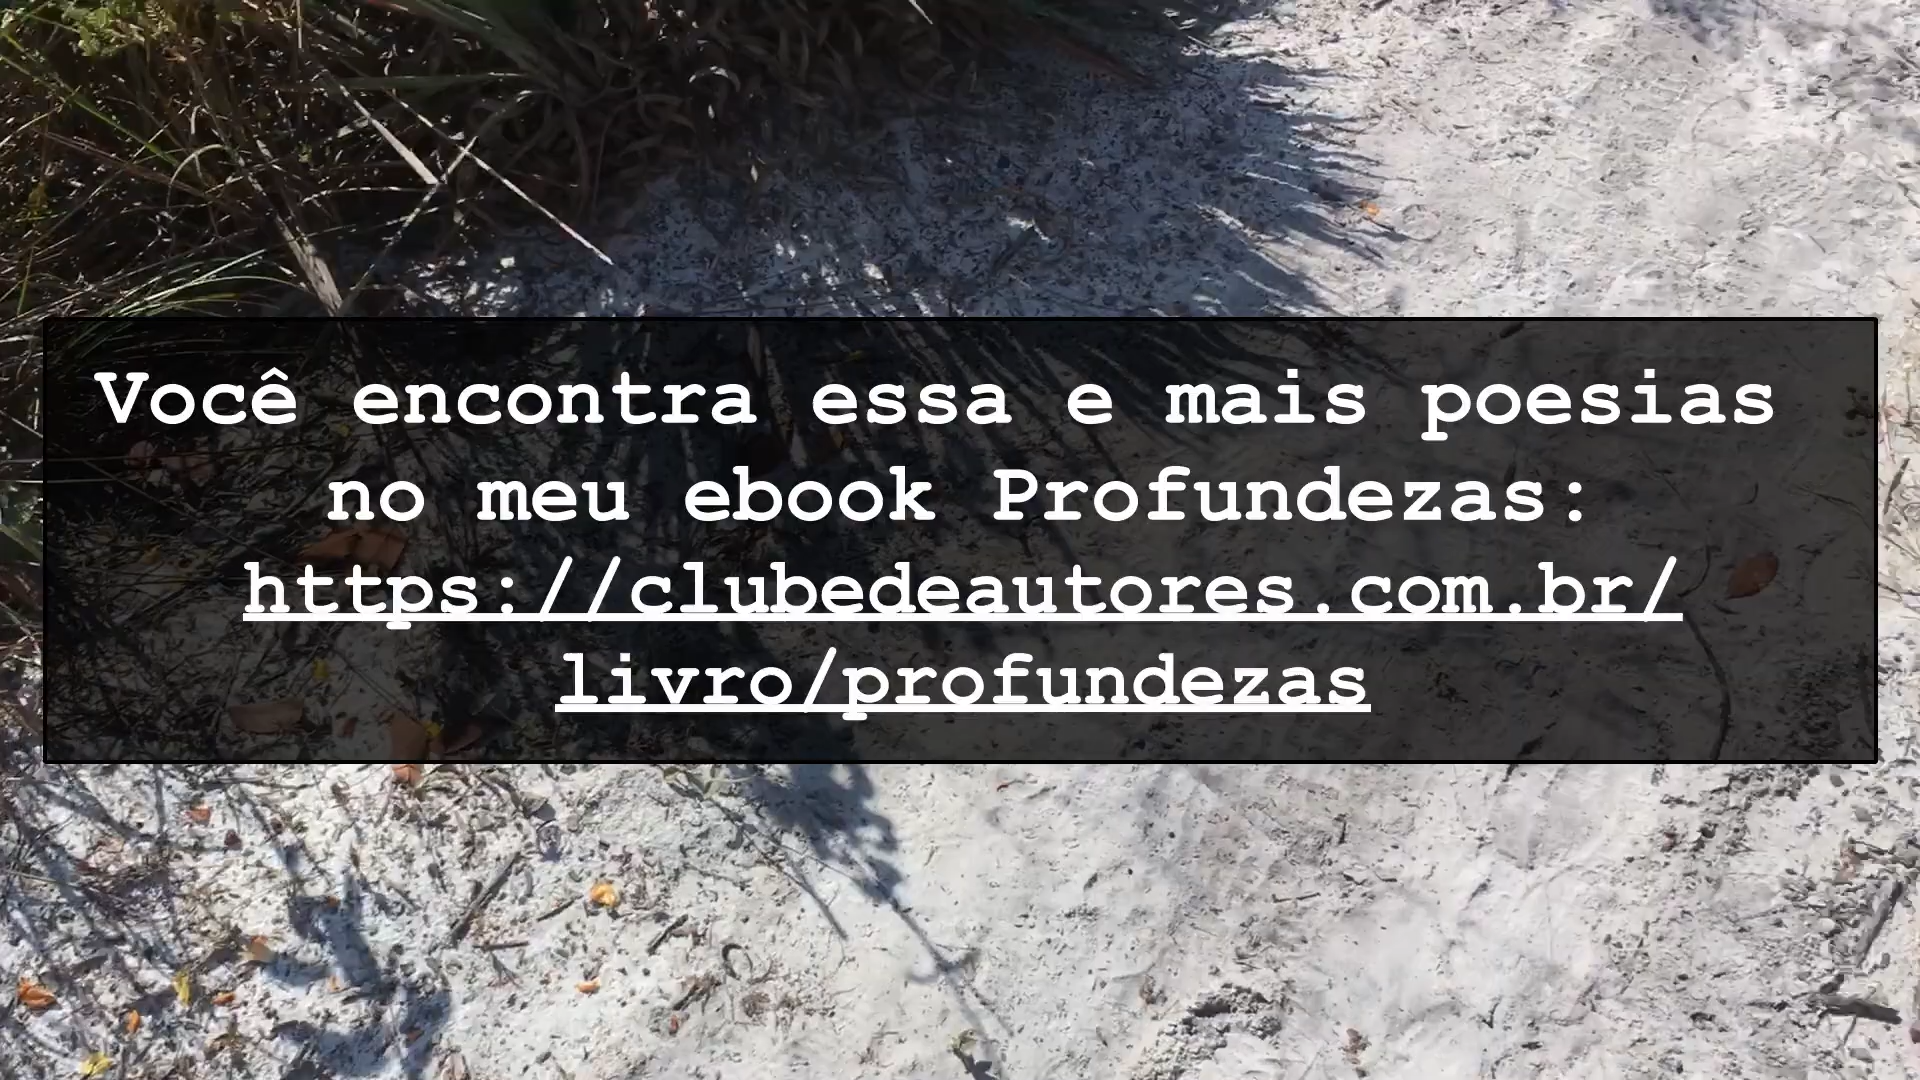 Você encontra essa e mais poesias
no meu ebook Profundezas:
https://clubedeautores.com.br/
livro/profundezas